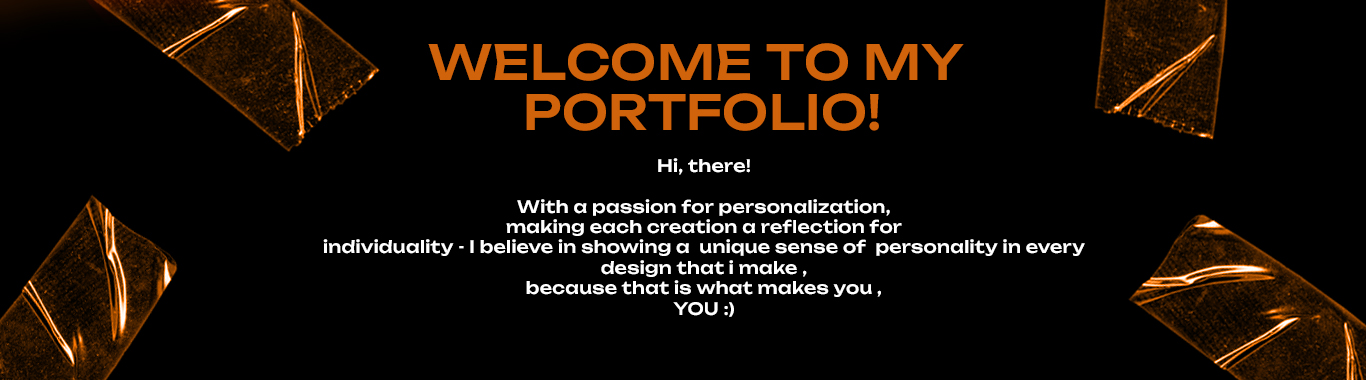 WELCOME TO MY
PORTFOLIO!
Hi, there!
With a passion for personalization,
making each creation a reflection for
individuality - I believe in showing a  unique sense of  personality in every
design that i make ,
because that is what makes you ,
YOU :)